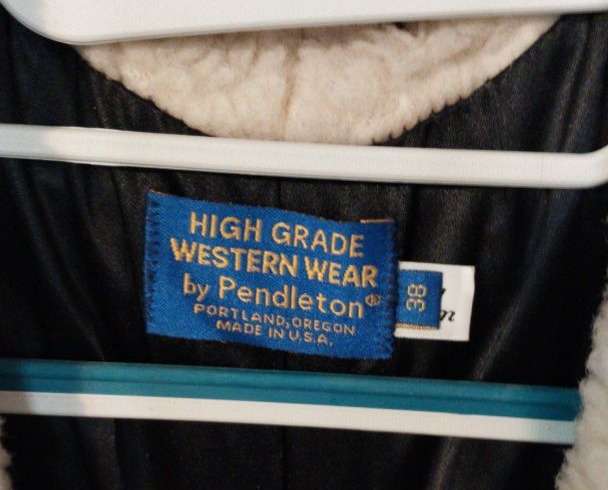 HIGH GRADE
WESTERN WEAR
by Pendleton®
PORTLAND, OREGON
MADE IN U.S.A.
38